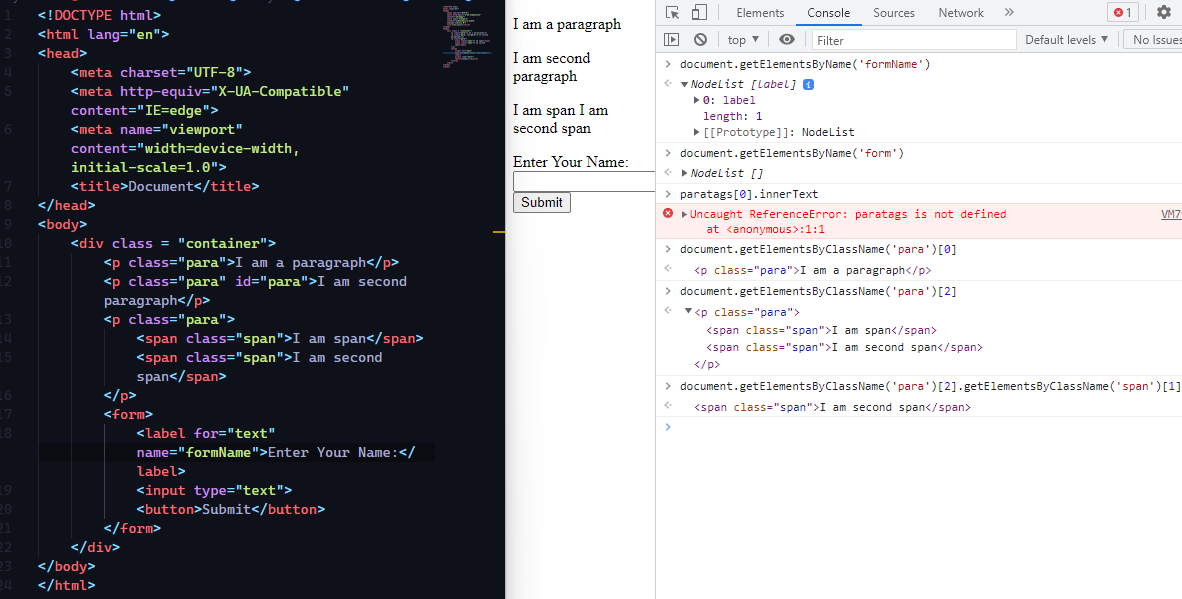 1 <!DOCTYPE html>
2 <html lang="en">
3 <head>
4 <meta charset="UTF-8">
5 <meta http-equiv="X-UA-Compatible"
content="IE=edge">
6 <meta name="viewport"
content="width=device-width,
initial-scale=1.0">
7 <title>Document</title>
8 </head>
9 <body>
10 <div class = "container">
11 <p class="para">I am a paragraph</p>
12 <p class="para" id="para">I am second
paragraph</p>
13 <p class="para">
14 <span class="span">I am span</span>
15 <span class="span">I am second
span</span>
16 </p>
17 <form>
18 <label for="text"
name="formName">Enter Your Name:</
label>
19 <input type="text">
20 <button>Submit</button>
21 </form>
22 </div>
23 </body>
24 </html>
I am a paragraph
I am second
paragraph
I am span I am
second span
Enter Your Name:
Submit
Elements Console Sources Network » 1
top ▼ Filter Default levels ▼ No Issues
> document.getElementsByName('formName')
NodeList [label] i
0: label
length: 1
[[Prototype]]: NodeList
> document.getElementsByName('form')
NodeList []
> paratags[0].innerText
Uncaught ReferenceError: paratags is not defined
at <anonymous>:1:1
> document.getElementsByClassName('para')[0]
<p class="para">I am a paragraph</p>
> document.getElementsByClassName('para')[2]
<p class="para">
<span class="span">I am span</span>
<span class="span">I am second span</span>
</p>
> document.getElementsByClassName('para')[2].getElementsByClassName('span')[1]
<span class="span">I am second span</span>
>